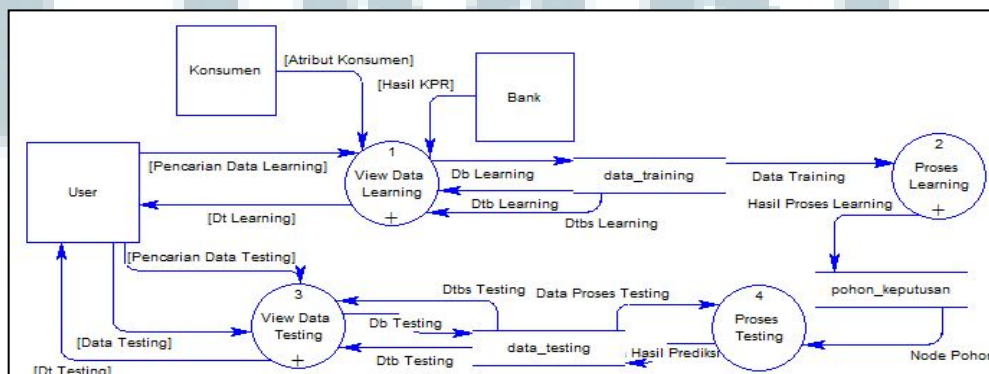 Konsumen
[Atribut Konsumen]
[Hasil KPR]
Bank
User
[Pencarian Data Learning]
[Dt Learning]
1
View Data
Learning
+
Db Learning
Dtb Learning
Dtbs Learning
data_training
Data Training
2
Proses
Learning
+
Hasil Proses Learning
pohon_keputusan
[Pencarian Data Testing]
[Data Testing]
[Dt Testing]
3
View Data
Testing
+
Dtbs Testing
Db Testing
Dtb Testing
data_testing
Data Proses Testing
Hasil Prediks
4
Proses
Testing
Node Pohon